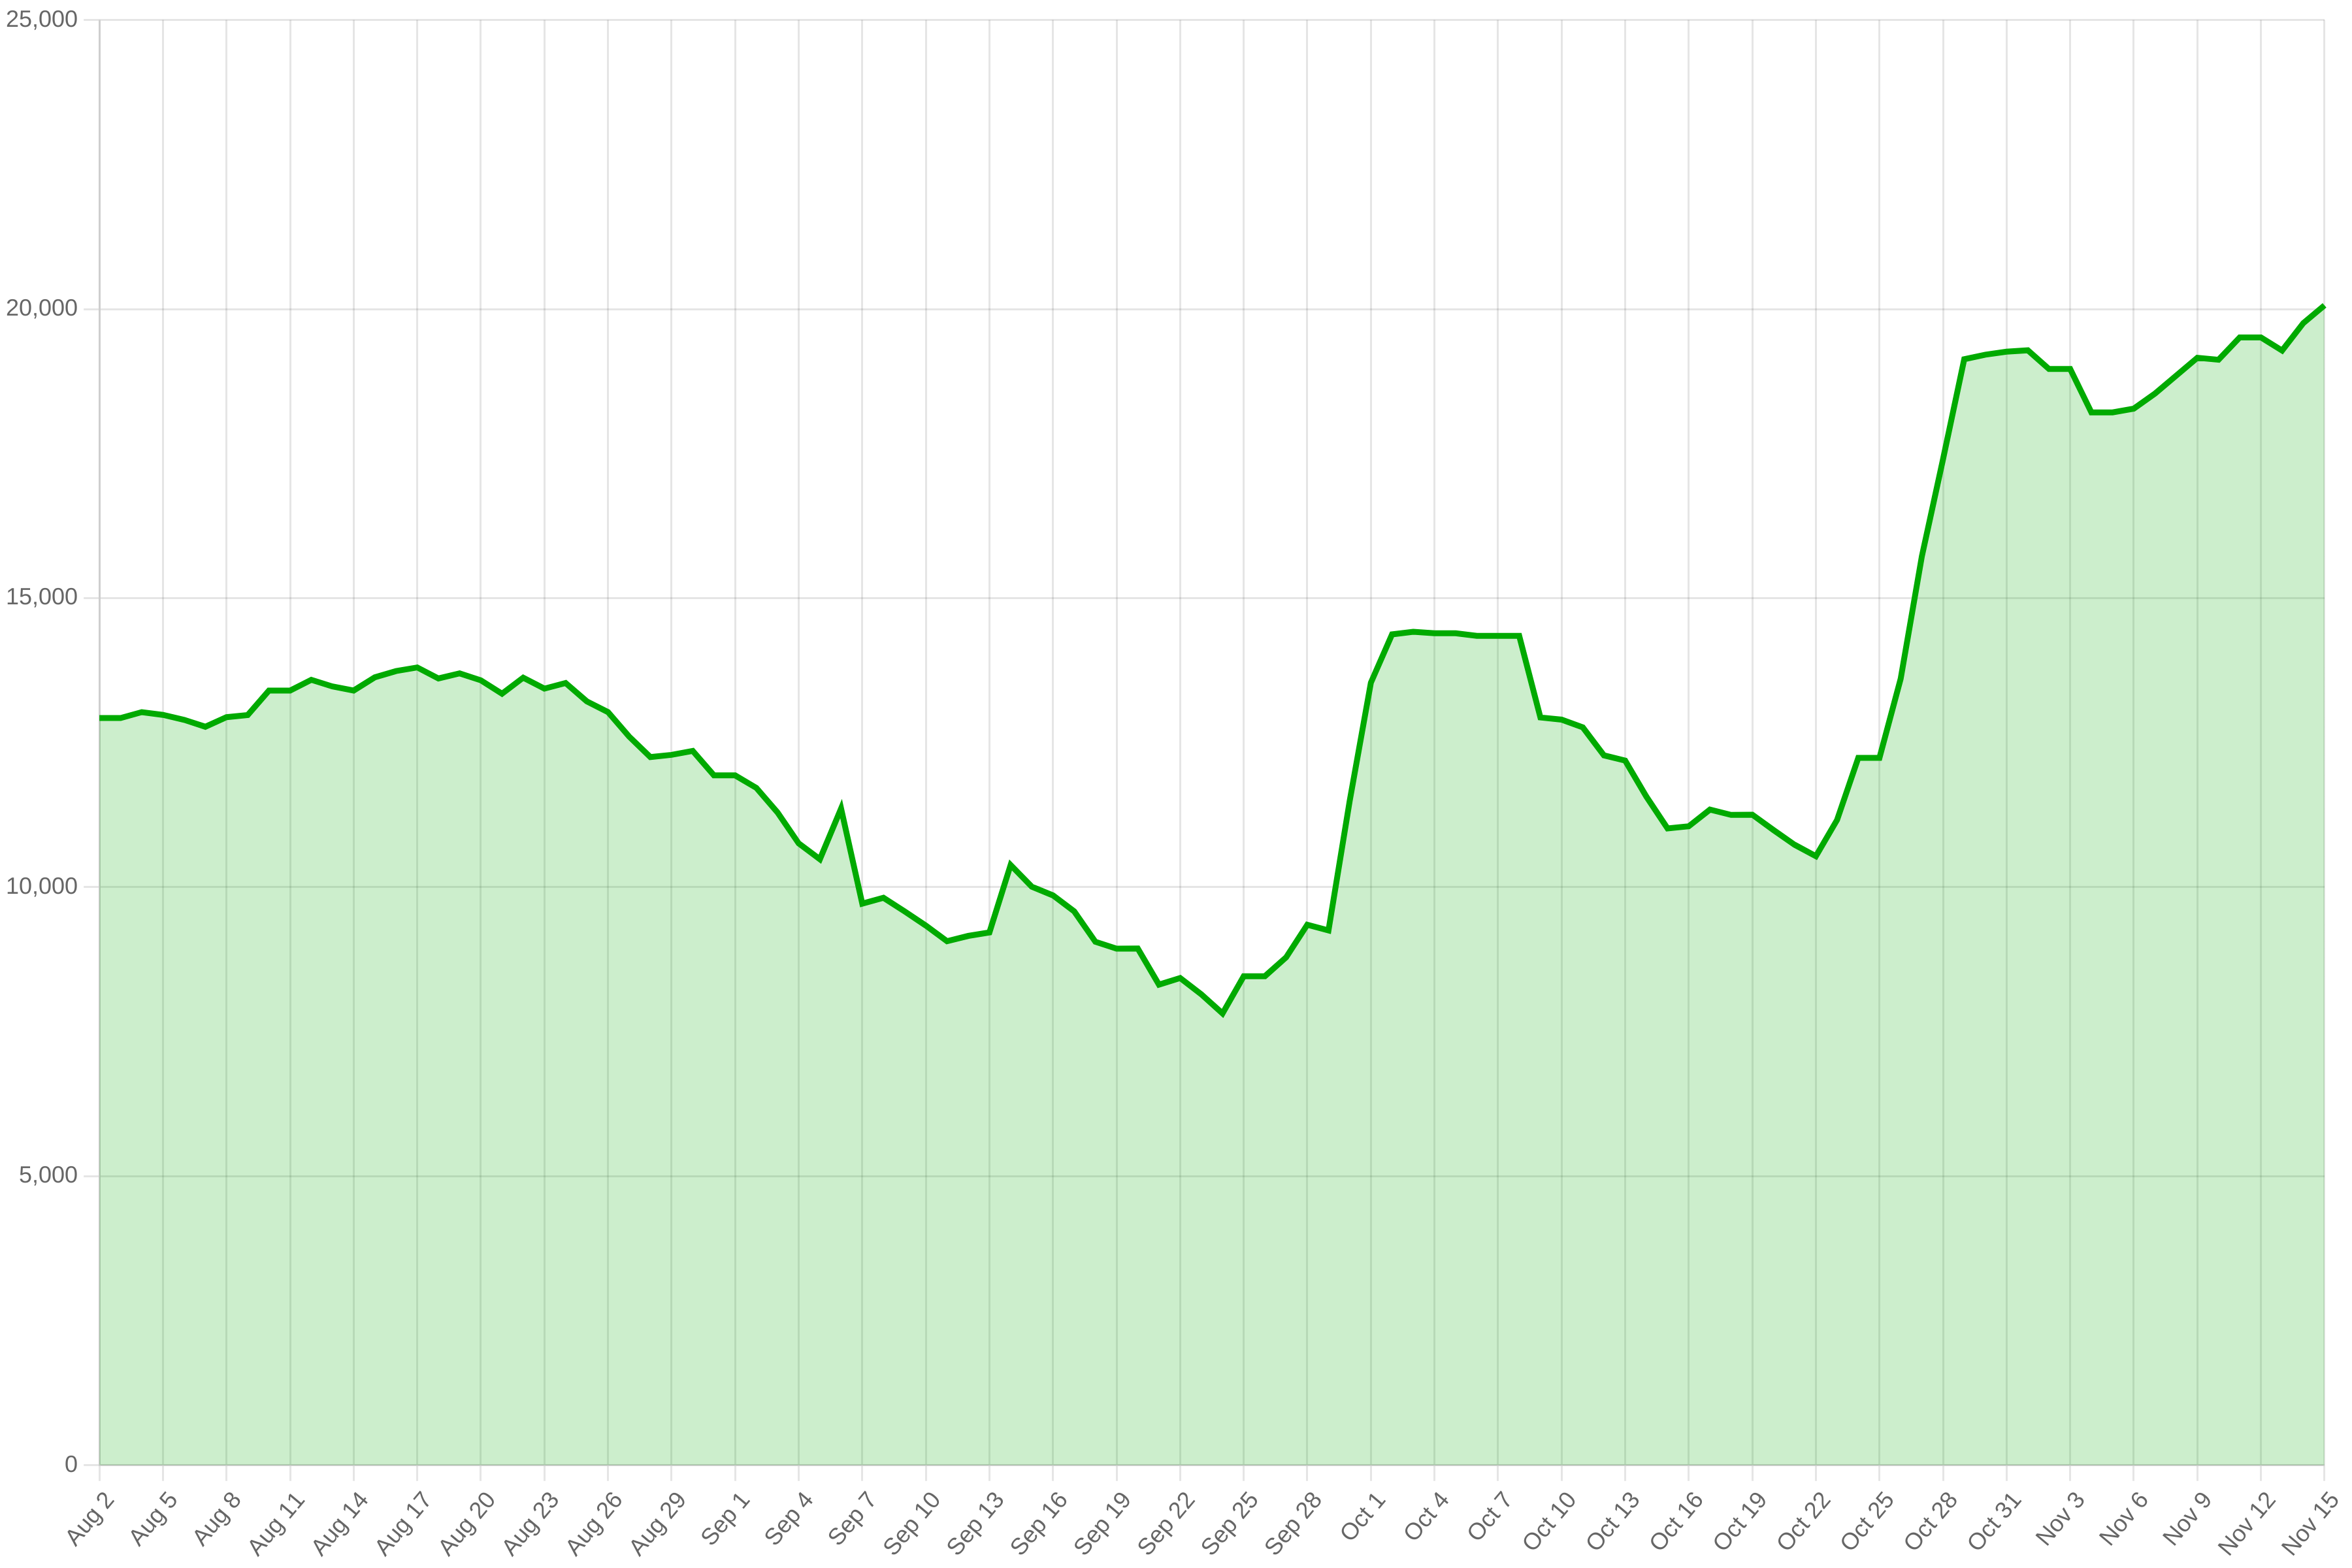 25,000
20,000
15,000
10,000
5,000
0
Aug 2
Aug 5
Aug 8
Aug 11
Aug 14
Aug 17
Aug 20
Aug 23
Aug 26
Aug 29
Sep 1
Sep 4
Sep 7
Sep 10
Sep 13
Sep 16
Sep 19
Sep 22
Sep 25
Sep 28
Oct 1
Oct 4
Oct 7
Oct 10
Oct 13
Oct 16
Oct 19
Oct 22
Oct 25
Oct 28
Oct 31
Nov 3
Nov 6
Nov 9
Nov 12
Nov 15